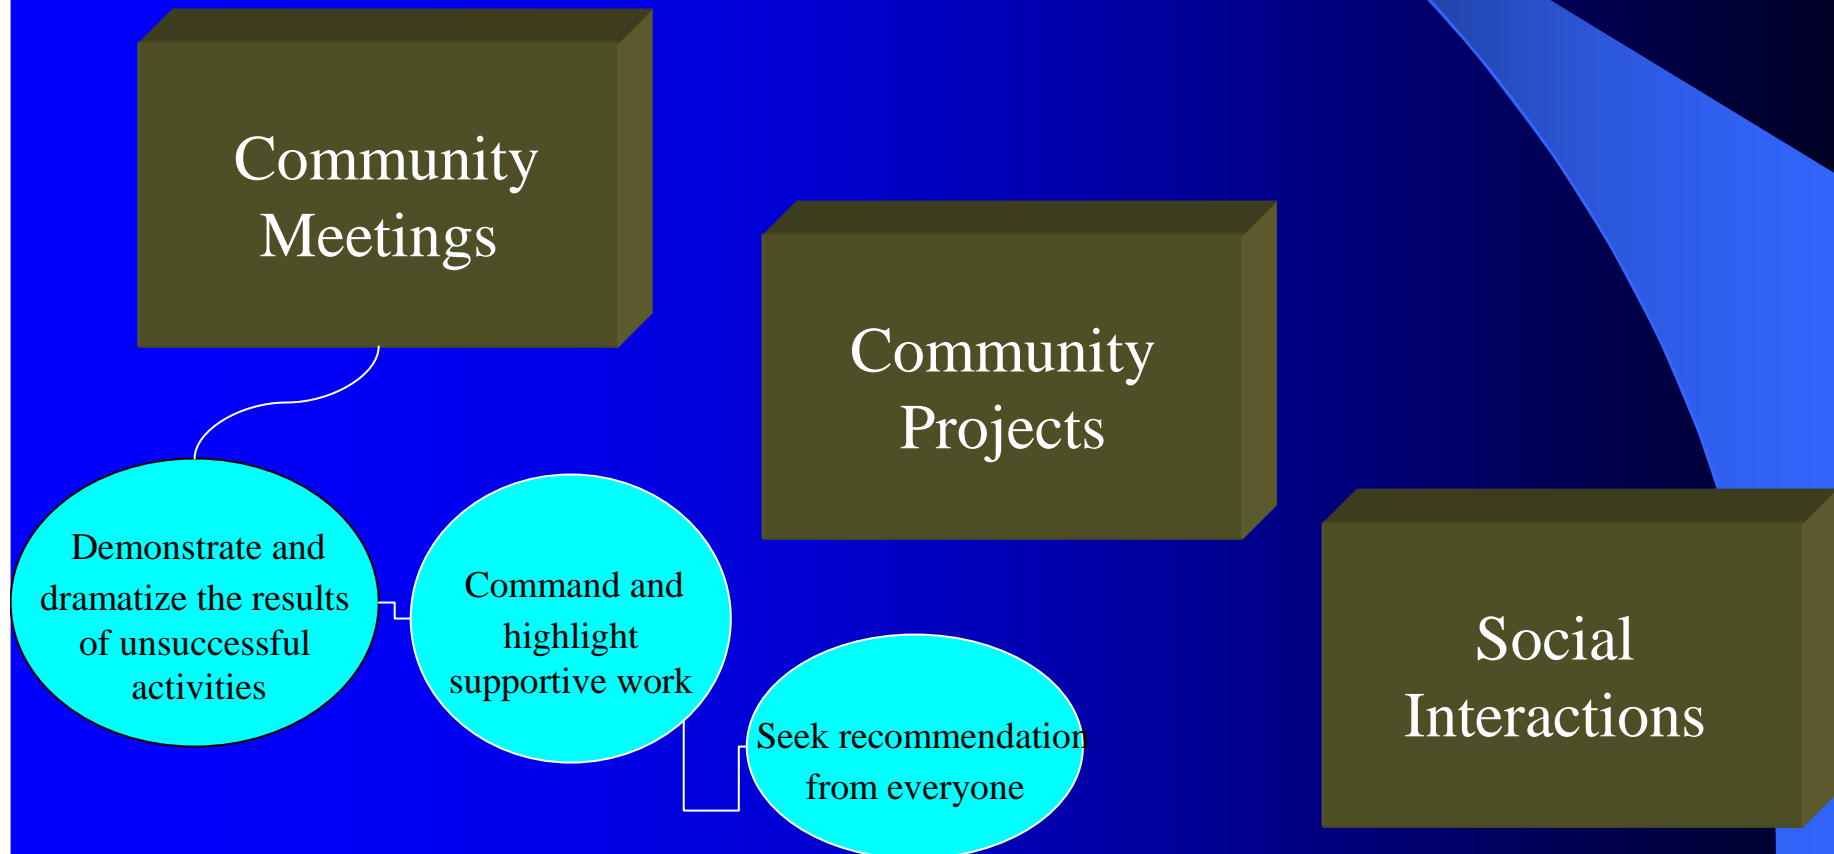 Community
Meetings
Community
Projects
Social
Interactions
Demonstrate and
dramatize the results
of unsuccessful
activities
Command and
highlight
supportive work
Seek recommendation
from everyone